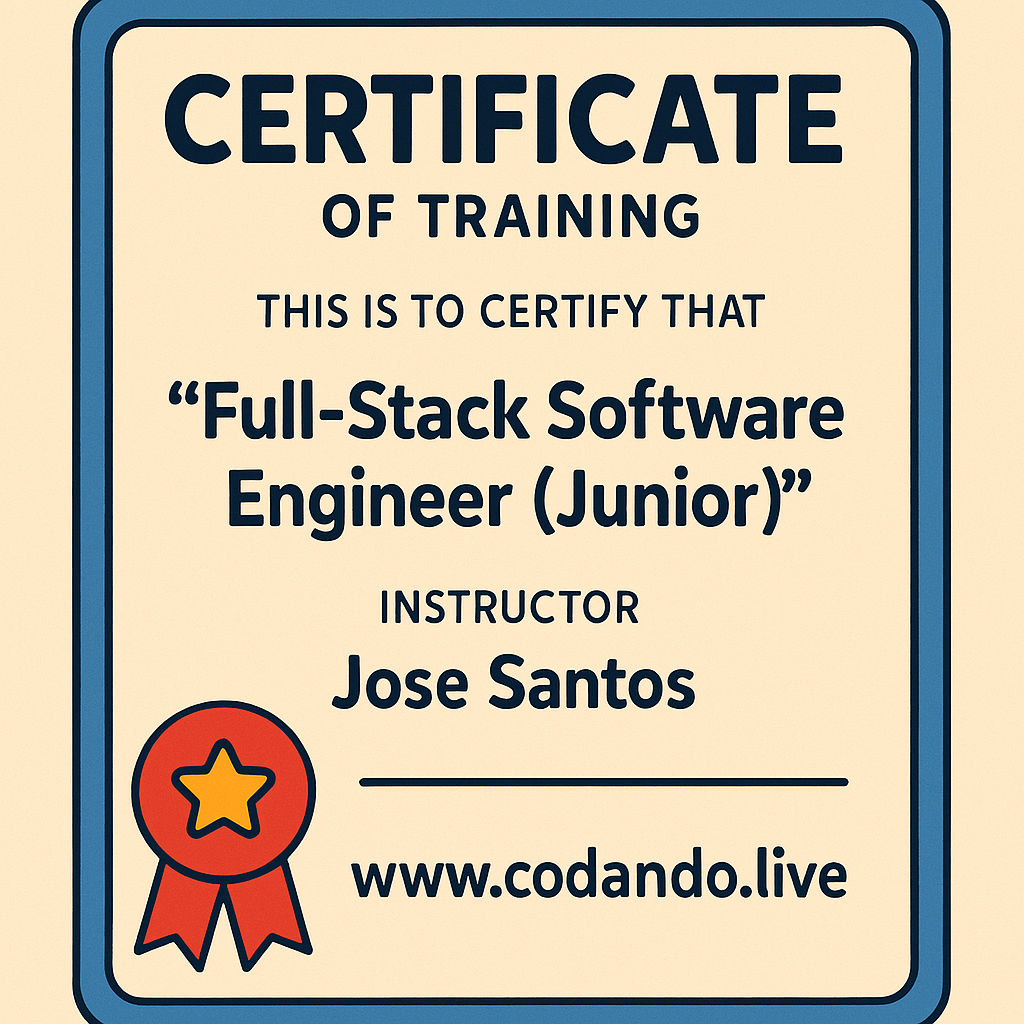 CERTIFICATE
OF TRAINING
THIS IS TO CERTIFY THAT
“Full-Stack Software
Engineer (Junior)”
INSTRUCTOR
Jose Santos
www.codando.live